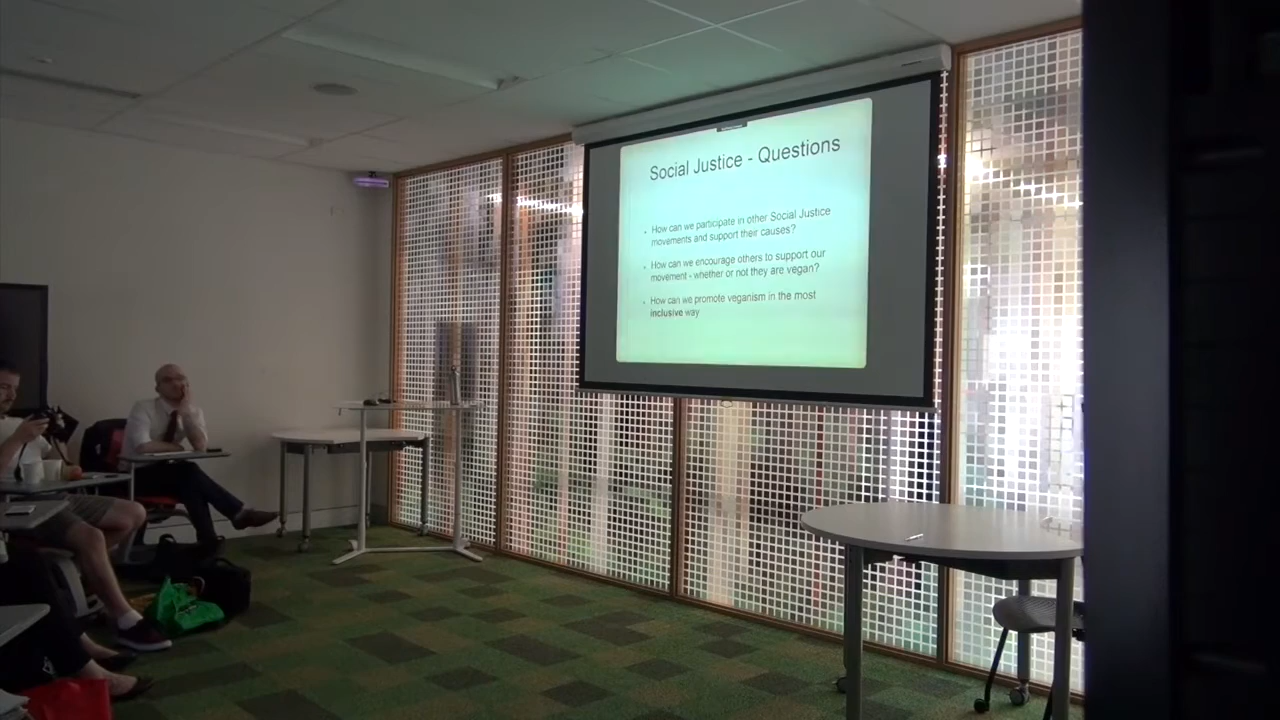 Social Justice - Questions
• How can we participate in other Social Justice
movements and support their causes?
• How can we encourage others to support our
movement - whether or not they are vegan?
• How can we promote veganism in the most
inclusive way